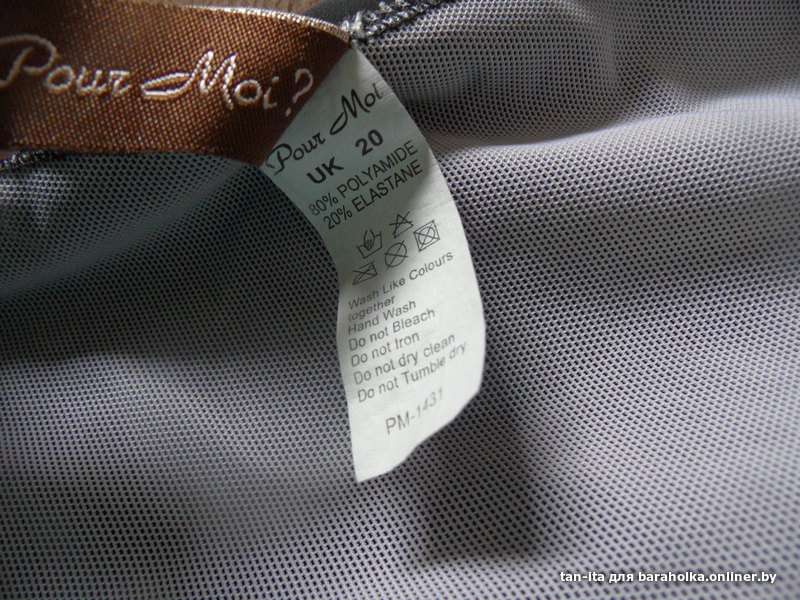 Pour Moi?
Pour Moi
UK 20
80% POLYAMIDE
20% ELASTANE
Wash Like Colours
together
Hand Wash
Do not Bleach
Do not Iron
Do not dry clean
Do not Tumble dry
PM-1431
tan-ita для baraholka.onliner.by